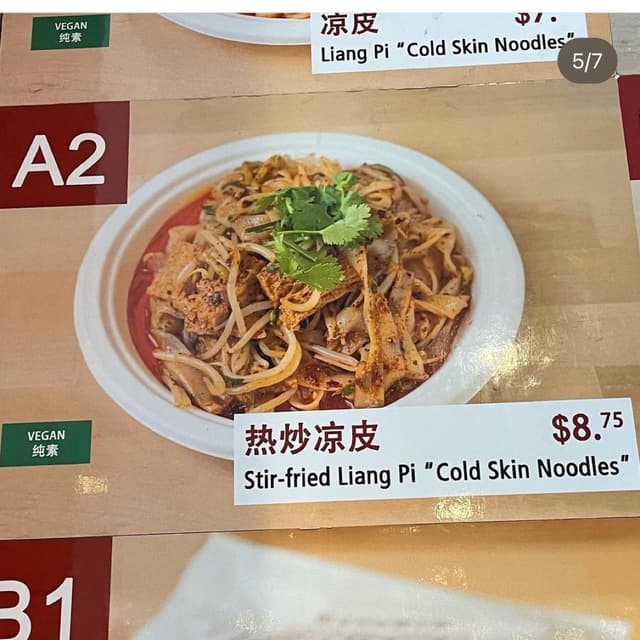 VEGAN
纯素
凉皮
$7.
Liang Pi “Cold Skin Noodles”
5/7
A2
VEGAN
纯素
热炒凉皮
$8.75
Stir-fried Liang Pi “Cold Skin Noodles”
B1